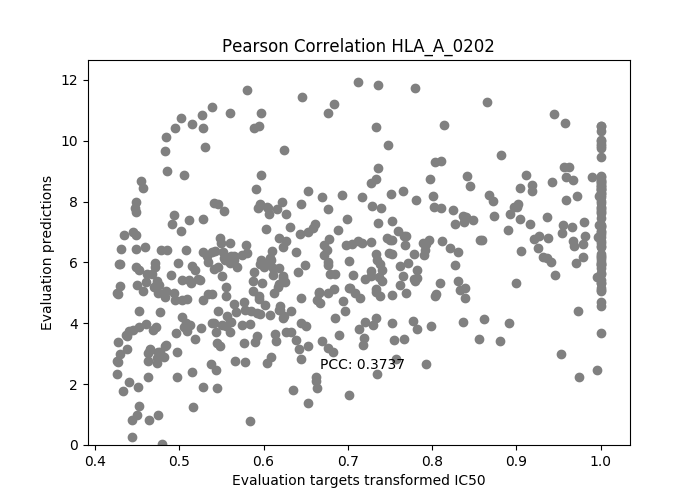 Pearson Correlation HLA_A_0202
12
10
8
6
4
2
0
Evaluation predictions
PCC: 0.3737
0.4 0.5 0.6 0.7 0.8 0.9 1.0
Evaluation targets transformed IC50